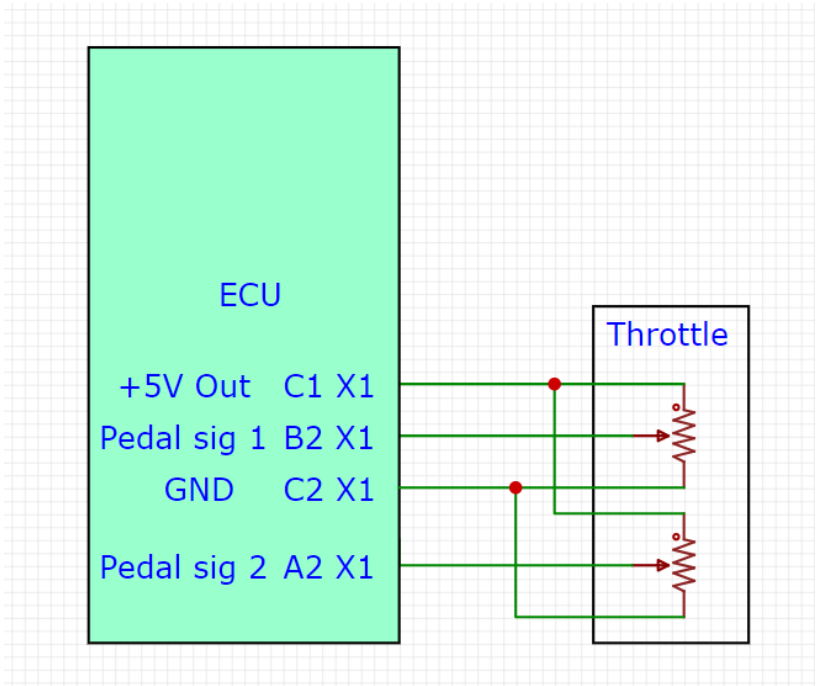 ECU
Throttle
+5V Out C1 X1
Pedal sig 1 B2 X1
GND C2 X1
Pedal sig 2 A2 X1